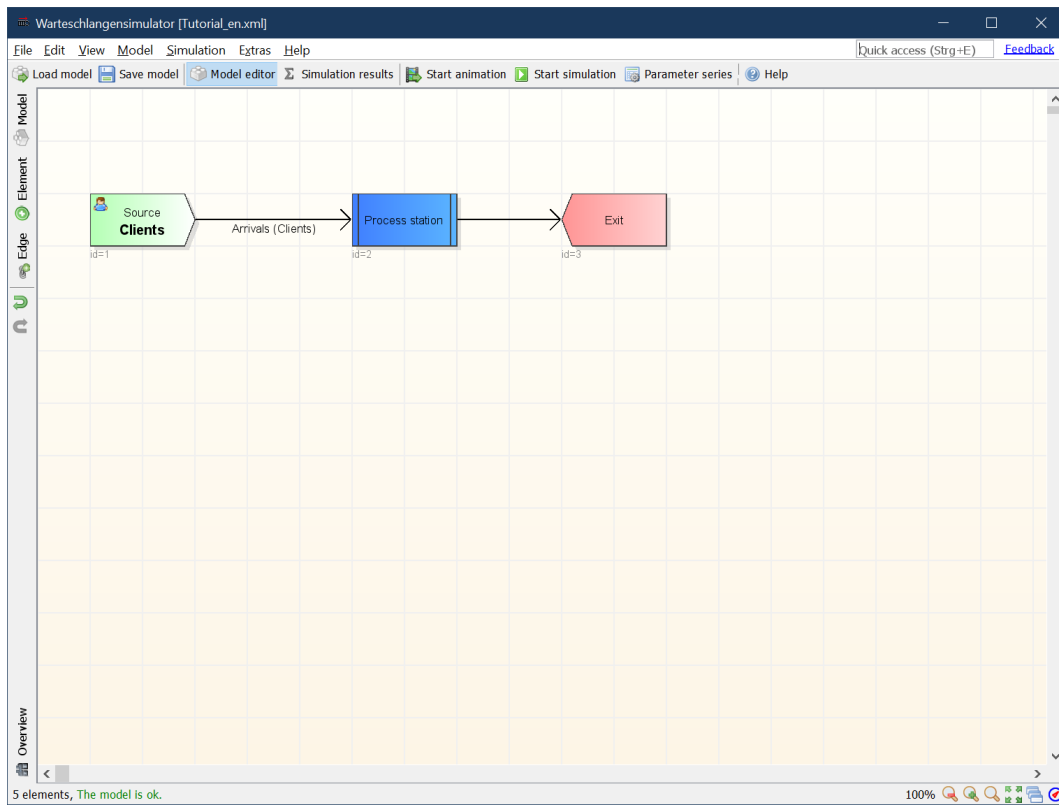 Warteschlangensimulator [Tutorial_en.xml]
File Edit View Model Simulation Extras Help
Quick access (Strg+E) Feedback
Load model Save model Model editor Σ Simulation results Start animation Start simulation Parameter series Help
Model
Element
Edge
Source
Clients
id=1
Arrivals (Clients)
Process station
id=2
Exit
id=3
Overview
5 elements, The model is ok.
100%